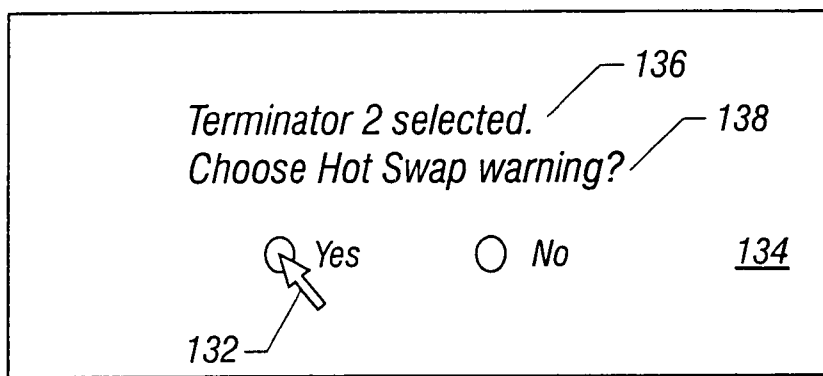 136
Terminator 2 selected.
138
Choose Hot Swap warning?
Yes No 134
132